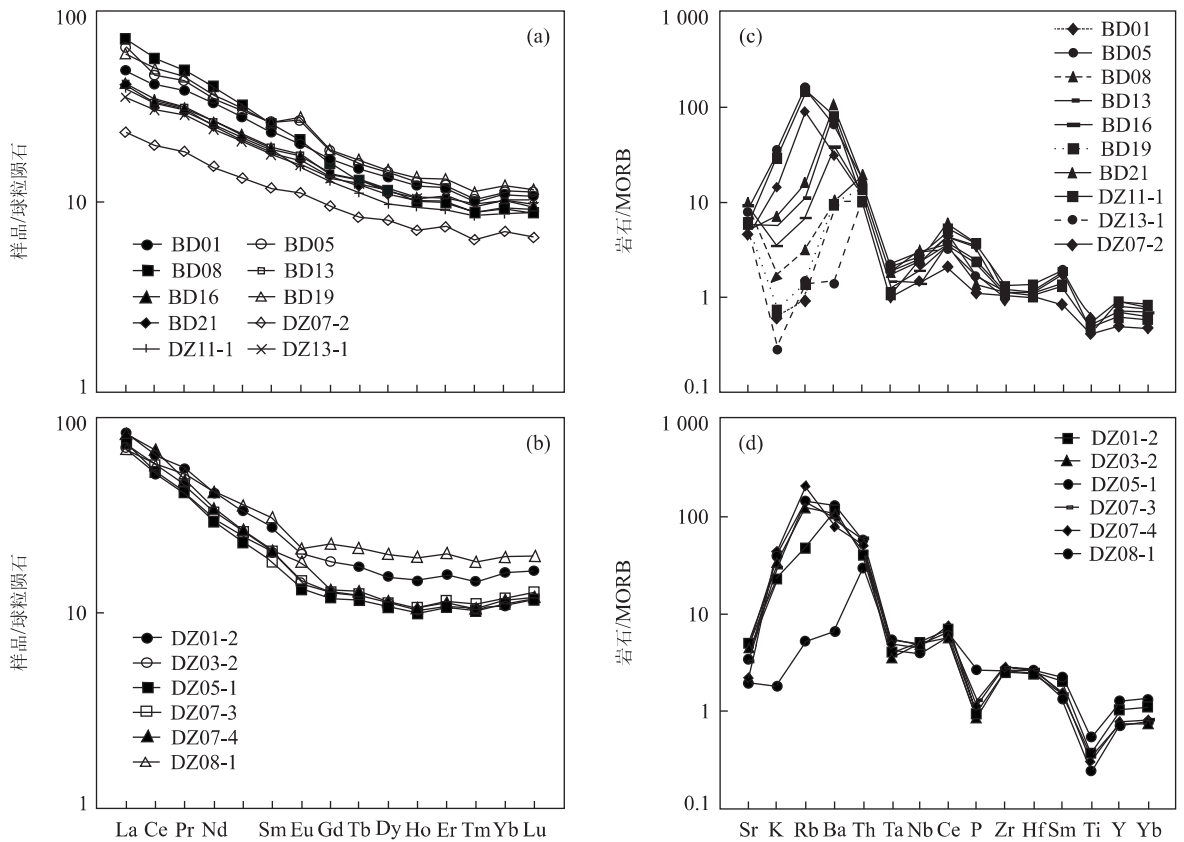 100
10
1
样品/球粒陨石
(a)
BD01
BD05
BD08
BD13
BD16
BD19
BD21
DZ07-2
DZ11-1
DZ13-1
1 000
100
10
1
0.1
岩石/MORB
(c)
BD01
BD05
BD08
BD13
BD16
BD19
BD21
DZ11-1
DZ13-1
DZ07-2
100
10
1
样品/球粒陨石
(b)
DZ01-2
DZ03-2
DZ05-1
DZ07-3
DZ07-4
DZ08-1
La Ce Pr Nd Sm Eu Gd Tb Dy Ho Er Tm Yb Lu
1 000
100
10
1
0.1
岩石/MORB
(d)
DZ01-2
DZ03-2
DZ05-1
DZ07-3
DZ07-4
DZ08-1
Sr K Rb Ba Th Ta Nb Ce P Zr Hf Sm Ti Y Yb